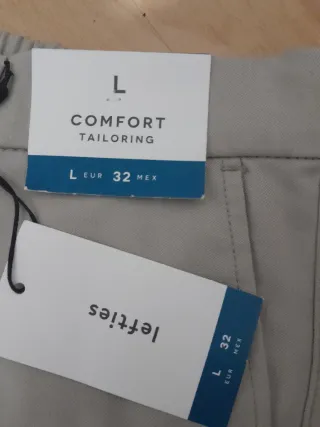 L
COMFORT
TAILORING
L EUR 32 MEX
lefties
L EUR 32 MEX